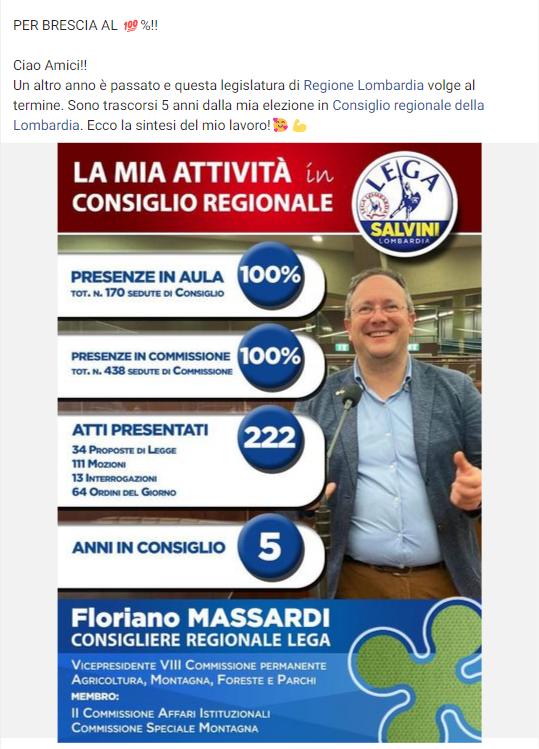 PER BRESCIA AL 💯 %!!
Ciao Amici!!
Un altro anno è passato e questa legislatura di Regione Lombardia volge al
termine. Sono trascorsi 5 anni dalla mia elezione in Consiglio regionale della
Lombardia. Ecco la sintesi del mio lavoro!🥰 💪
LA MIA ATTIVITÀ in
CONSIGLIO REGIONALE
LEGA
LEGA LOMBARDA
SALVINI
LOMBARDIA
PRESENZE IN AULA
TOT. N. 170 SEDUTE DI CONSIGLIO
100%
PRESENZE IN COMMISSIONE
TOT. N. 438 SEDUTE DI COMMISSIONE
100%
ATTI PRESENTATI
34 PROPOSTE DI LEGGE
111 MOZIONI
13 INTERROGAZIONI
64 ORDINI DEL GIORNO
222
ANNI IN CONSIGLIO
5
Floriano MASSARDI
CONSIGLIERE REGIONALE LEGA
VICEPRESIDENTE VIII COMMISSIONE PERMANENTE
AGRICOLTURA, MONTAGNA, FORESTE E PARCHI
MEMBRO:
II COMMISSIONE AFFARI ISTITUZIONALI
COMMISSIONE SPECIALE MONTAGNA